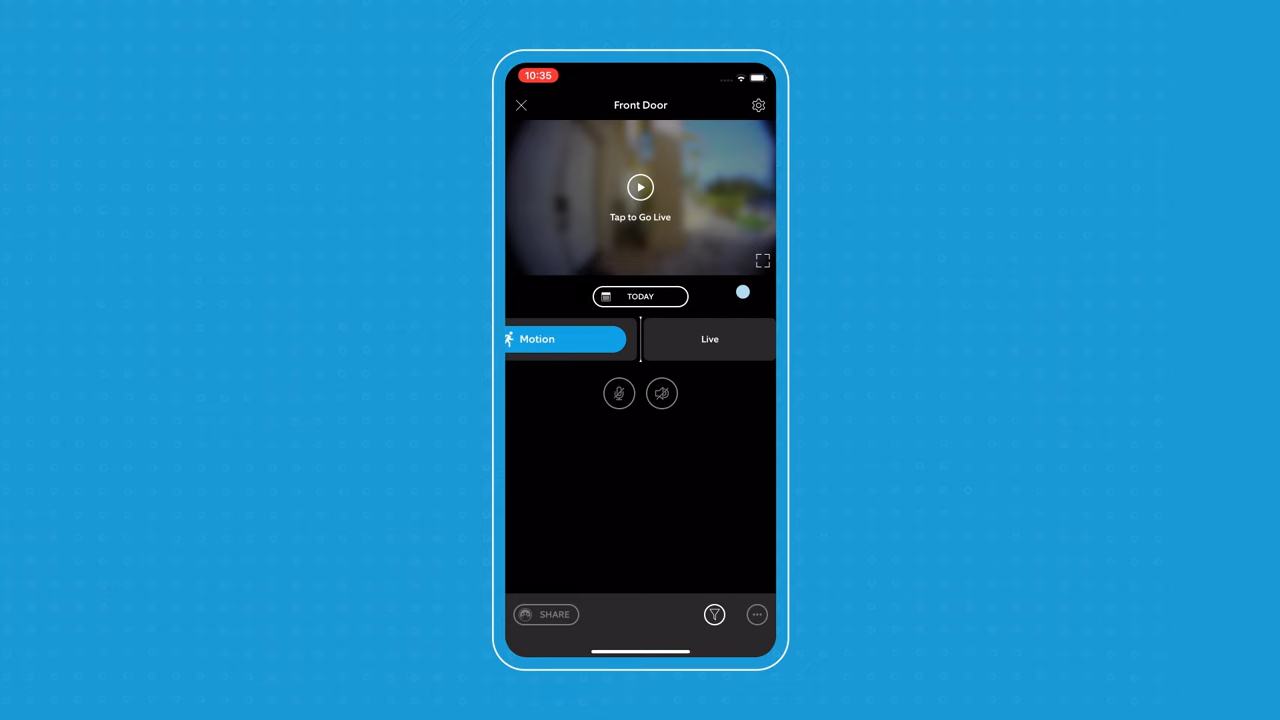 10:35
Front Door
Tap to Go Live
TODAY
Motion
Live
SHARE